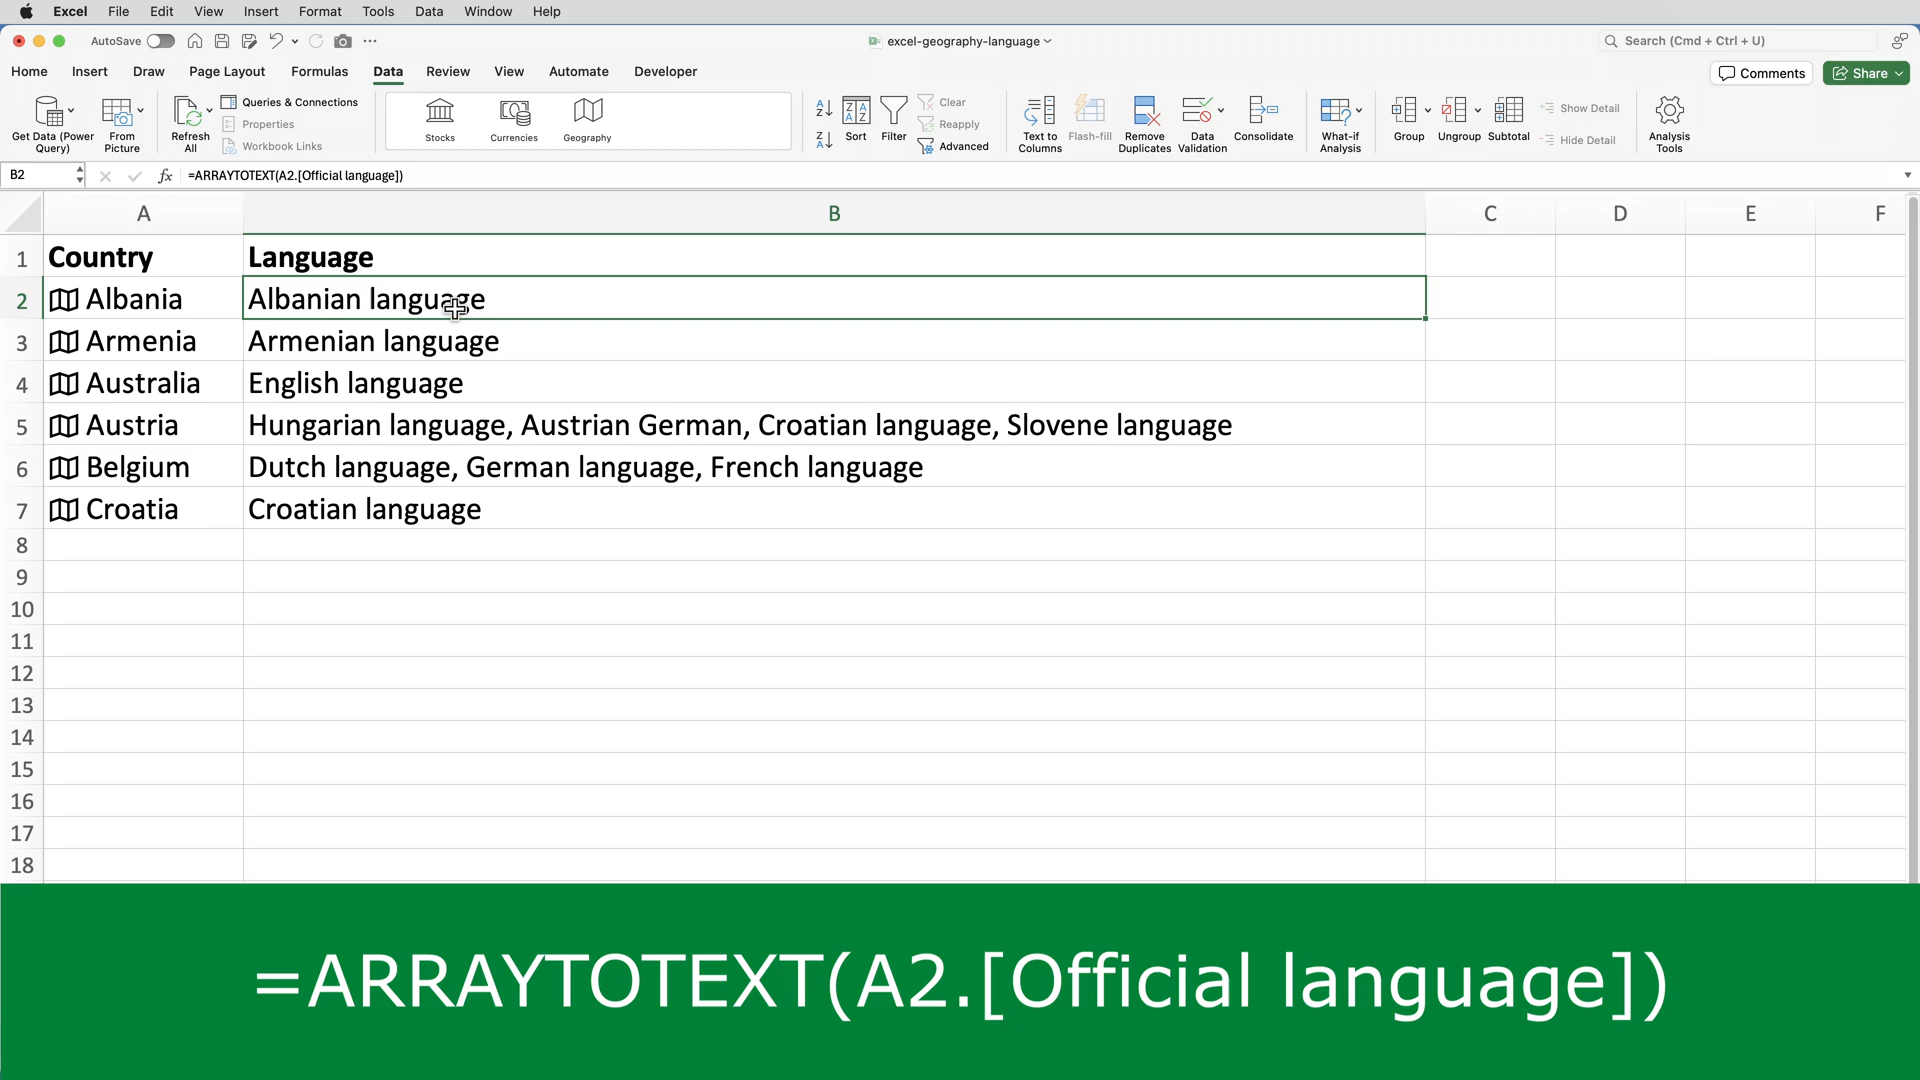 Excel File Edit View Insert Format Tools Data Window Help
AutoSave excel-geography-language Search (Cmd + Ctrl + U)
Home Insert Draw Page Layout Formulas Data Review View Automate Developer Comments Share
Get Data (Power Query)
From Picture
Refresh All
Queries & Connections
Properties
Workbook Links
Stocks
Currencies
Geography
Sort
Filter
Clear
Reapply
Advanced
Text to Columns
Flash-fill
Remove Duplicates
Data Validation
Consolidate
What-if Analysis
Group
Ungroup
Subtotal
Show Detail
Hide Detail
Analysis Tools
B2 fx =ARRAYTOTEXT(A2.[Official language])
A B C D E F
1 Country Language
2 Albania Albanian language
3 Armenia Armenian language
4 Australia English language
5 Austria Hungarian language, Austrian German, Croatian language, Slovene language
6 Belgium Dutch language, German language, French language
7 Croatia Croatian language
8
9
10
11
12
13
14
15
16
17
18
=ARRAYTOTEXT(A2.[Official language])